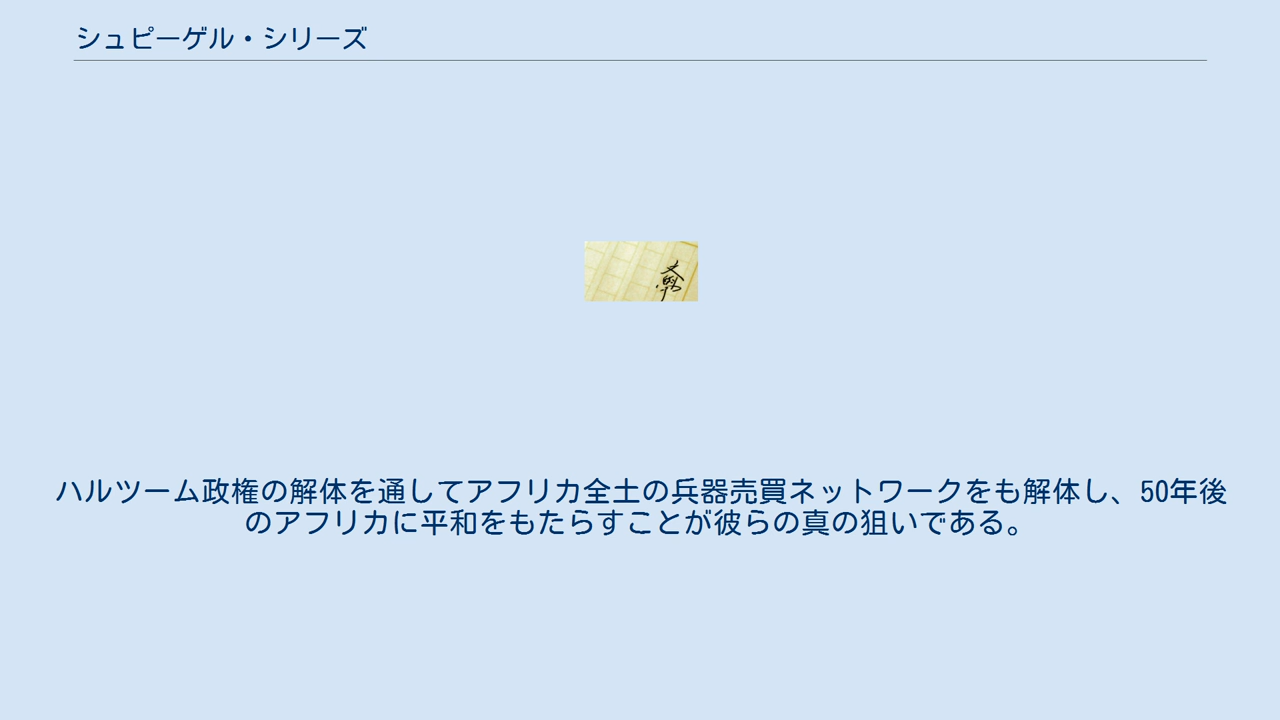 シュピーゲル・シリーズ
ハルツーム政権の解体を通してアフリカ全土の兵器売買ネットワークをも解体し、50年後
のアフリカに平和をもたらすことが彼らの真の狙いである。